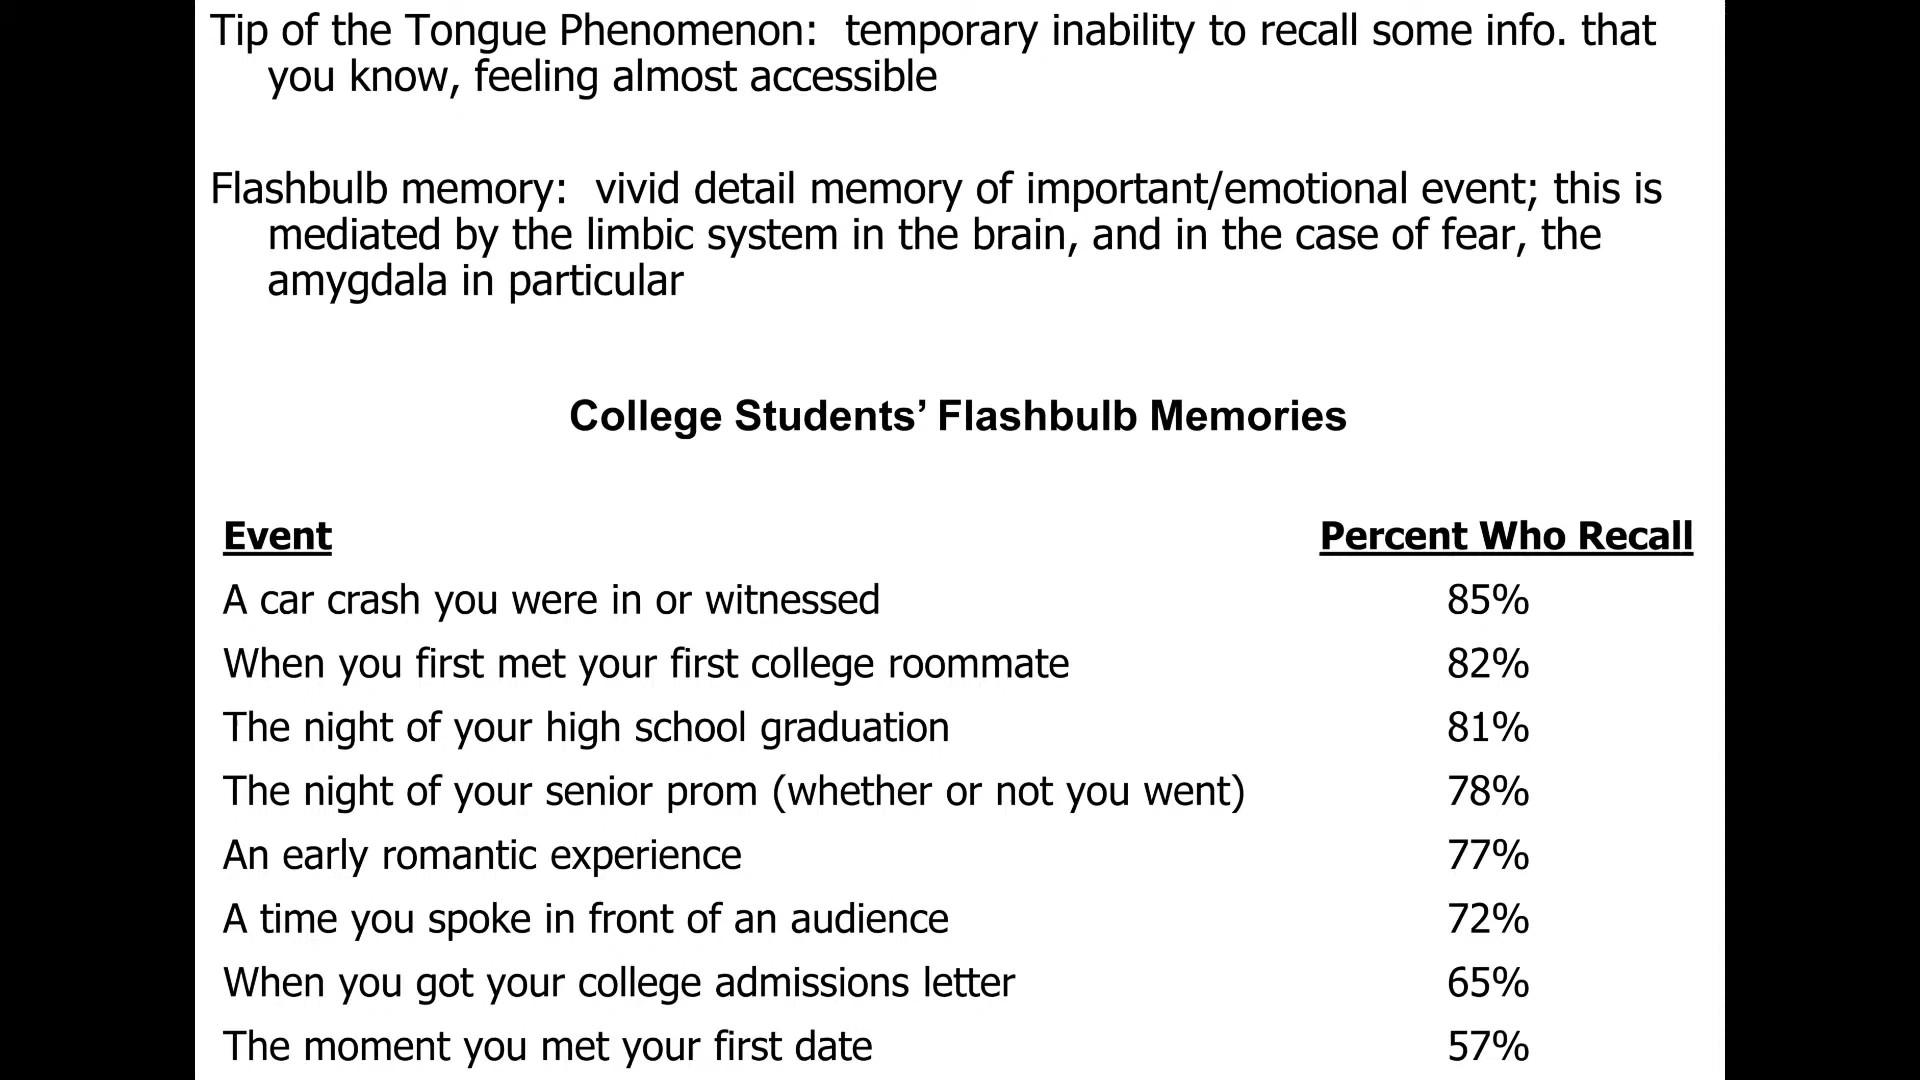 Tip of the Tongue Phenomenon: temporary inability to recall some info. that
you know, feeling almost accessible
Flashbulb memory: vivid detail memory of important/emotional event; this is
mediated by the limbic system in the brain, and in the case of fear, the
amygdala in particular
College Students’ Flashbulb Memories
Event Percent Who Recall
A car crash you were in or witnessed 85%
When you first met your first college roommate 82%
The night of your high school graduation 81%
The night of your senior prom (whether or not you went) 78%
An early romantic experience 77%
A time you spoke in front of an audience 72%
When you got your college admissions letter 65%
The moment you met your first date 57%